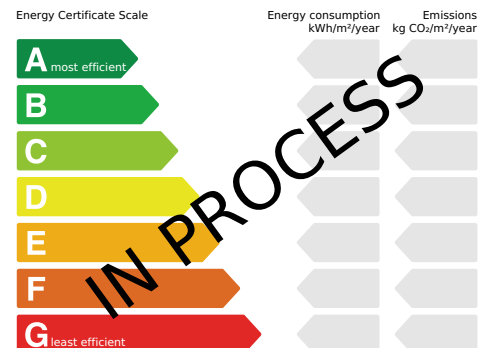 Energy Certificate Scale
Energy consumption
kWh/m²/year
Emissions
kg CO₂/m²/year
A most efficient
B
C
D
E
F
G least efficient
IN PROCESS